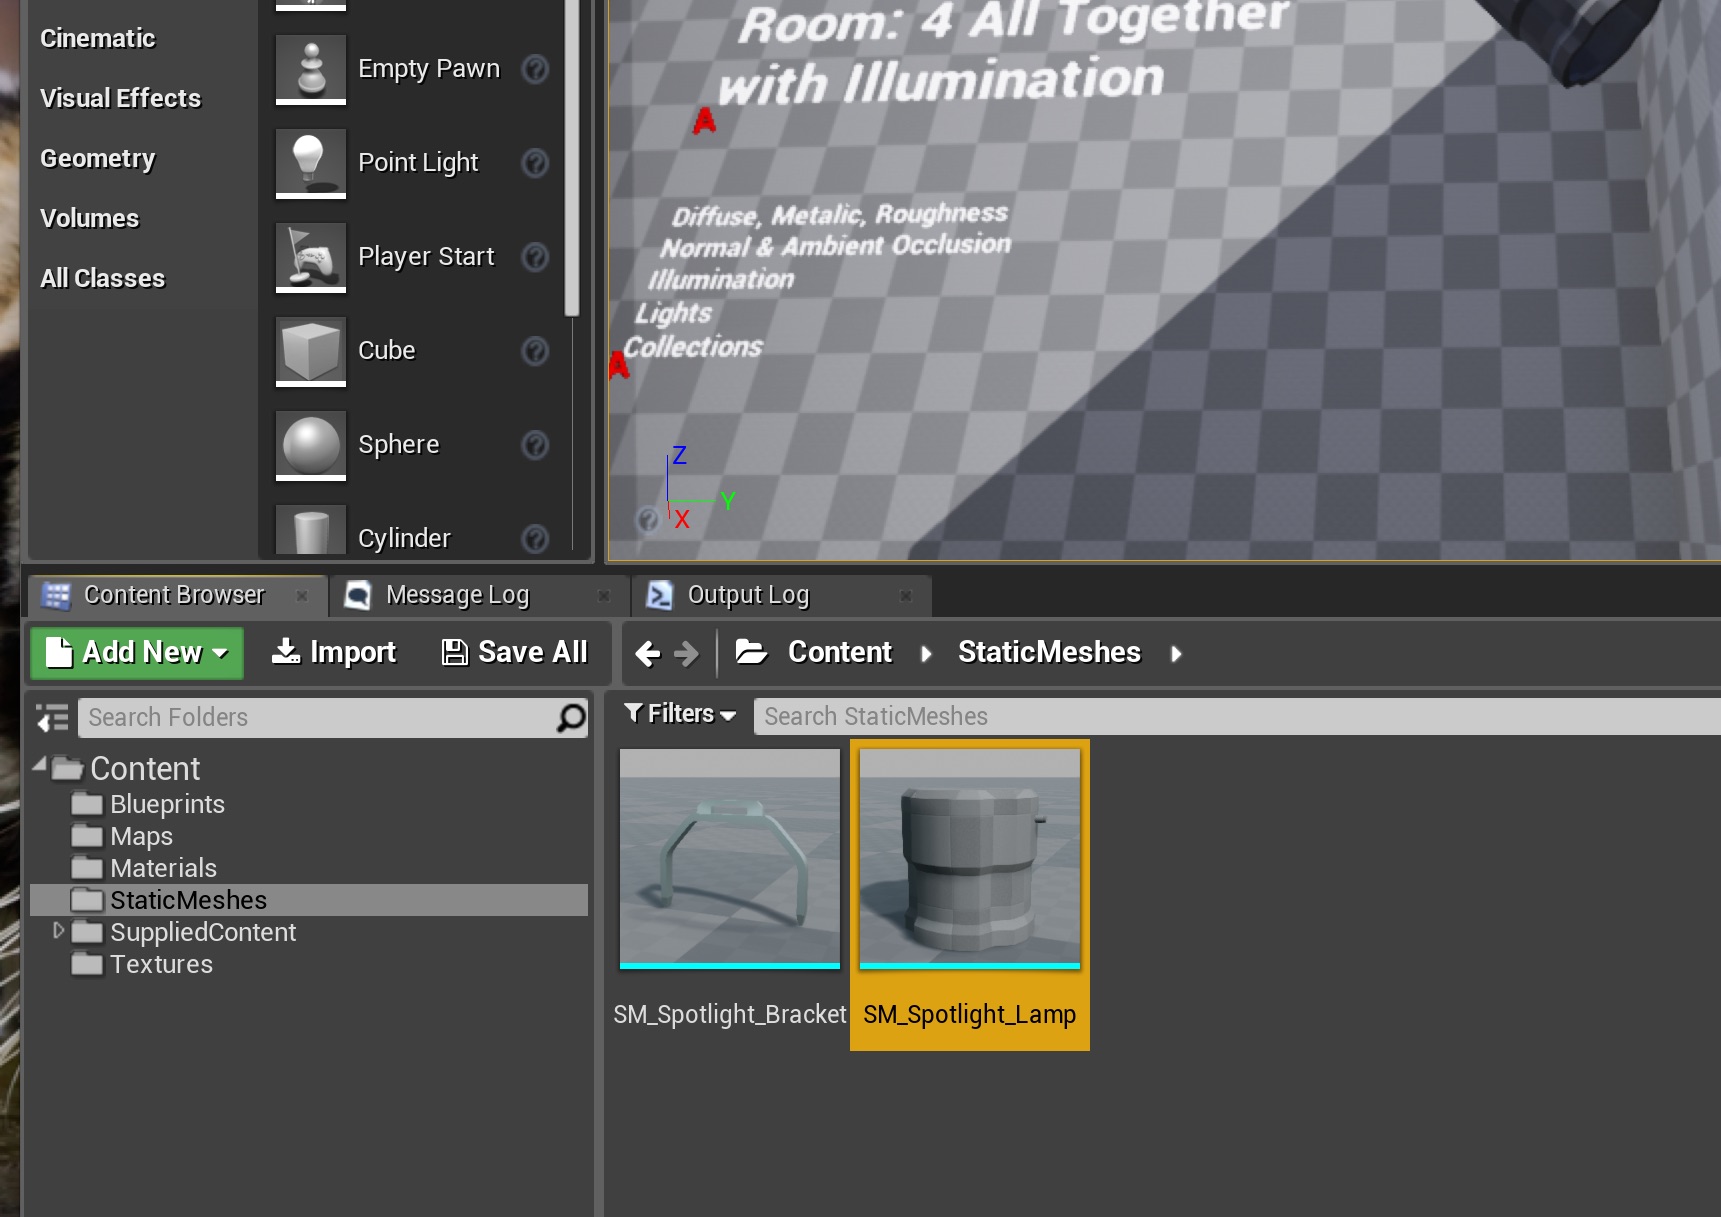 Cinematic
Visual Effects
Geometry
Volumes
All Classes
Empty Pawn
Point Light
Player Start
Cube
Sphere
Cylinder
Room: 4 All Together
with Illumination
A
Diffuse, Metalic, Roughness
Normal & Ambient Occlusion
Illumination
Lights
Collections
A
Z
Y
X
Content Browser
Message Log
Output Log
Add New
Import
Save All
Content
StaticMeshes
Search Folders
Filters
Search StaticMeshes
Content
Blueprints
Maps
Materials
StaticMeshes
SuppliedContent
Textures
SM_Spotlight_Bracket
SM_Spotlight_Lamp